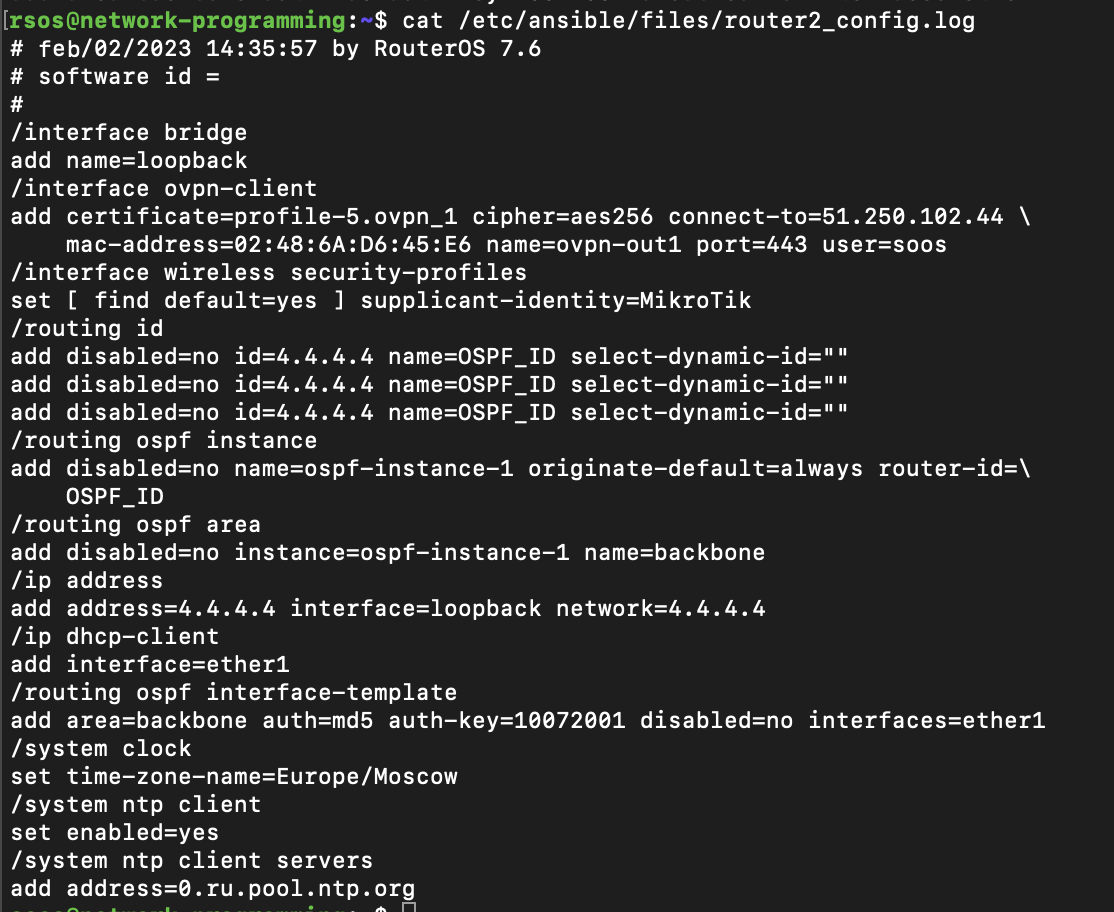 [rsos@network-programming:~$ cat /etc/ansible/files/router2_config.log
# feb/02/2023 14:35:57 by RouterOS 7.6
# software id =
#
/interface bridge
add name=loopback
/interface ovpn-client
add certificate=profile-5.ovpn_1 cipher=aes256 connect-to=51.250.102.44 \
    mac-address=02:48:6A:D6:45:E6 name=ovpn-out1 port=443 user=soos
/interface wireless security-profiles
set [ find default=yes ] supplicant-identity=MikroTik
/routing id
add disabled=no id=4.4.4.4 name=OSPF_ID select-dynamic-id=""
add disabled=no id=4.4.4.4 name=OSPF_ID select-dynamic-id=""
add disabled=no id=4.4.4.4 name=OSPF_ID select-dynamic-id=""
/routing ospf instance
add disabled=no name=ospf-instance-1 originate-default=always router-id=\
    OSPF_ID
/routing ospf area
add disabled=no instance=ospf-instance-1 name=backbone
/ip address
add address=4.4.4.4 interface=loopback network=4.4.4.4
/ip dhcp-client
add interface=ether1
/routing ospf interface-template
add area=backbone auth=md5 auth-key=10072001 disabled=no interfaces=ether1
/system clock
set time-zone-name=Europe/Moscow
/system ntp client
set enabled=yes
/system ntp client servers
add address=0.ru.pool.ntp.org